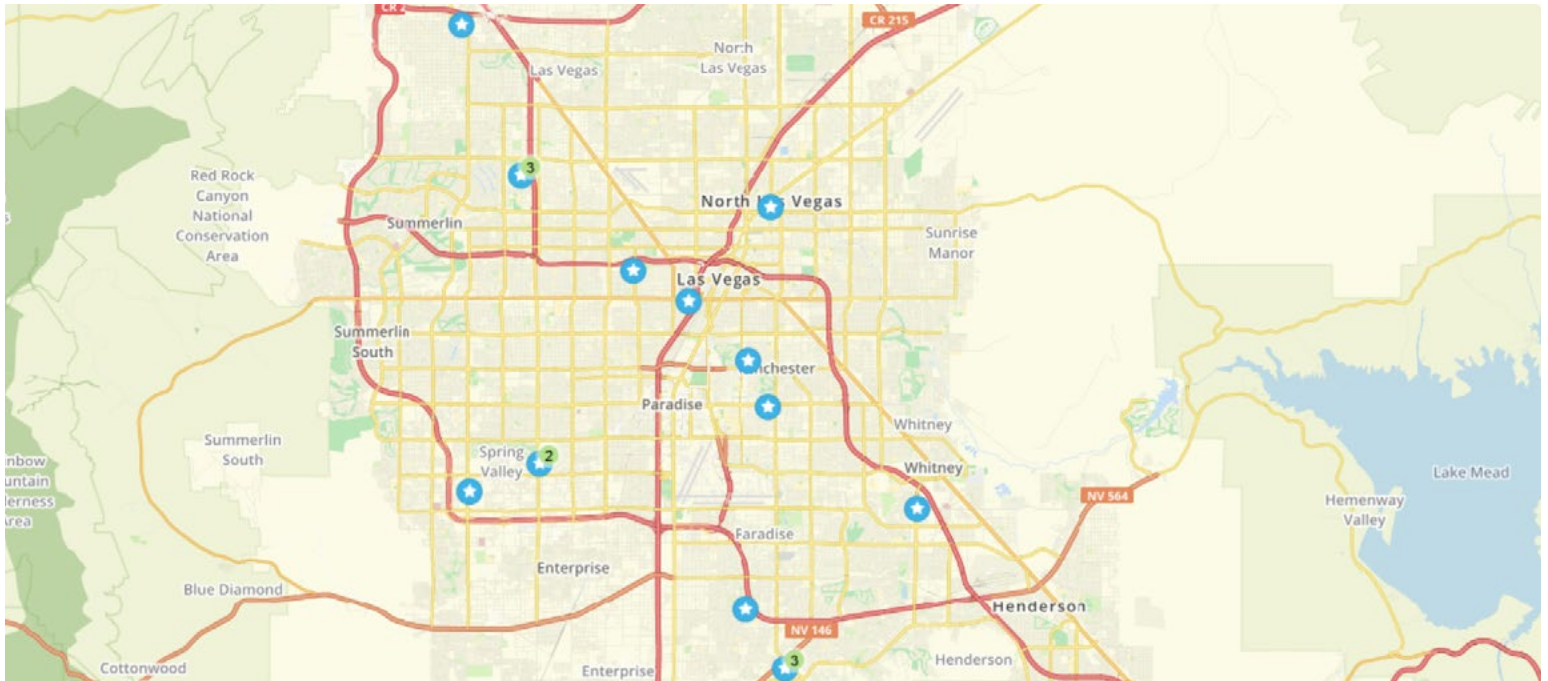 CR 2
CR 215
Las Vegas
North
Las Vegas
3
Red Rock
Canyon
National
Conservation
Area
Summerlin
North Las Vegas
Sunrise
Manor
Las Vegas
Summerlin
South
Paradise
Whitney
Summerlin
South
Spring
Valley
2
Whitney
Lake Mead
NV 564
Hemenway
Valley
Enterprise
Blue Diamond
Henderson
NV 146
3
Cottonwood
Enterprise
Henderson